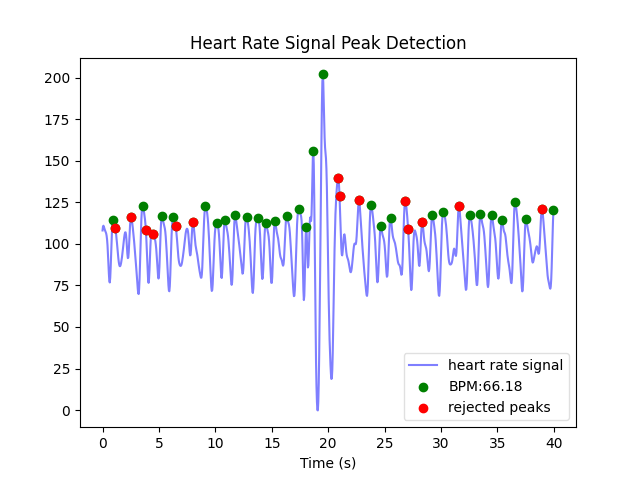 Heart Rate Signal Peak Detection
200
175
150
125
100
75
50
25
0
heart rate signal
BPM:66.18
rejected peaks
0 5 10 15 20 25 30 35 40
Time (s)